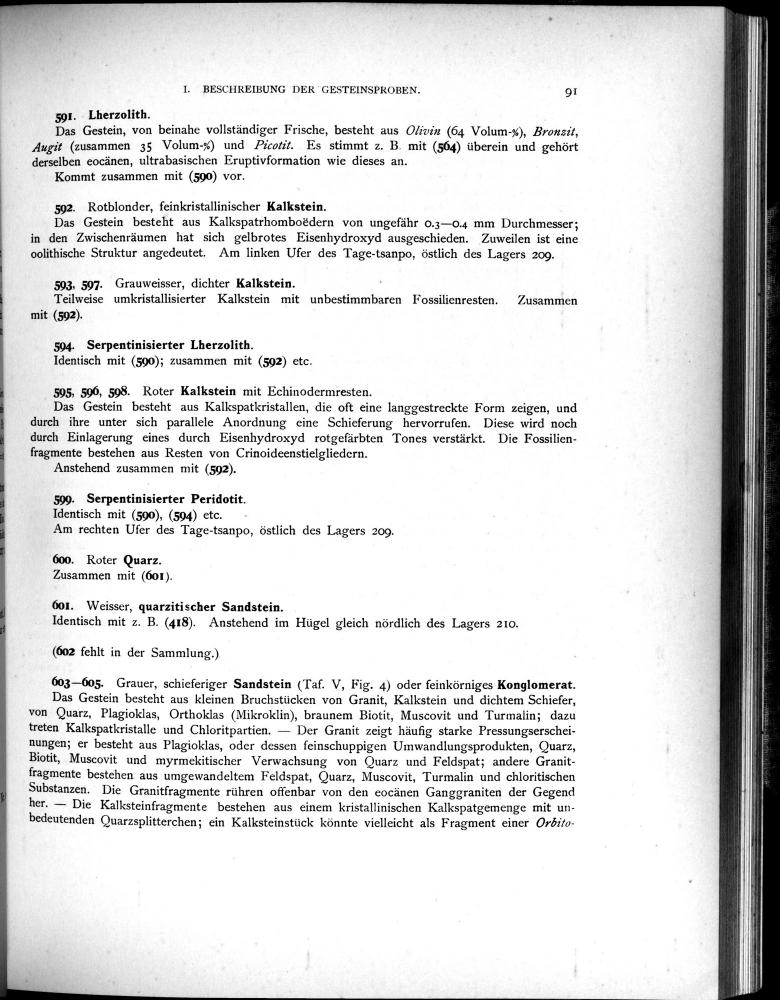 I. BESCHREIBUNG DER GESTEINSPROBEN. 91
591. Lherzolith.
Das Gestein, von beinahe vollständiger Frische, besteht aus Olivin (64 Volum-%), Bronzit,
Augit (zusammen 35 Volum-%) und Picotit. Es stimmt z. B. mit (564) überein und gehört
derselben eocänen, ultrabasischen Eruptivformation wie dieses an.
Kommt zusammen mit (590) vor.
592. Rotblonder, feinkristallinischer Kalkstein.
Das Gestein besteht aus Kalkspatrhomboëdern von ungefähr 0.3—0.4 mm Durchmesser;
in den Zwischenräumen hat sich gelbrotes Eisenhydroxyd ausgeschieden. Zuweilen ist eine
oolithische Struktur angedeutet. Am linken Ufer des Tage-tsanpo, östlich des Lagers 209.
593, 597. Grauweisser, dichter Kalkstein.
Teilweise umkristallisierter Kalkstein mit unbestimmbaren Fossilienresten. Zusammen
mit (592).
594. Serpentinisierter Lherzolith.
Identisch mit (590); zusammen mit (592) etc.
595, 596, 598. Roter Kalkstein mit Echinodermresten.
Das Gestein besteht aus Kalkspatkristallen, die oft eine langgestreckte Form zeigen, und
durch ihre unter sich parallele Anordnung eine Schieferung hervorrufen. Diese wird noch
durch Einlagerung eines durch Eisenhydroxyd rotgefärbten Tones verstärkt. Die Fossilien-
fragmente bestehen aus Resten von Crinoideenstielgliedern.
Anstehend zusammen mit (592).
599. Serpentinisierter Peridotit.
Identisch mit (590), (594) etc.
Am rechten Ufer des Tage-tsanpo, östlich des Lagers 209.
600. Roter Quarz.
Zusammen mit (601).
601. Weisser, quarzitischer Sandstein.
Identisch mit z. B. (418). Anstehend im Hügel gleich nördlich des Lagers 210.
(602 fehlt in der Sammlung.)
603—605. Grauer, schieferiger Sandstein (Taf. V, Fig. 4) oder feinkörniges Konglomerat.
Das Gestein besteht aus kleinen Bruchstücken von Granit, Kalkstein und dichtem Schiefer,
von Quarz, Plagioklas, Orthoklas (Mikroklin), braunem Biotit, Muscovit und Turmalin; dazu
treten Kalkspatkristalle und Chloritpartien. — Der Granit zeigt häufig starke Pressungserschei-
nungen; er besteht aus Plagioklas, oder dessen feinschuppigen Umwandlungsprodukten, Quarz,
Biotit, Muscovit und myrmekitischer Verwachsung von Quarz und Feldspat; andere Granit-
fragmente bestehen aus umgewandeltem Feldspat, Quarz, Muscovit, Turmalin und chloritischen
Substanzen. Die Granitfragmente rühren offenbar von den eocänen Ganggraniten der Gegend
her. — Die Kalksteinfragmente bestehen aus einem kristallinischen Kalkspatgemenge mit un-
bedeutenden Quarzsplitterchen; ein Kalksteinstück könnte vielleicht als Fragment einer Orbito-